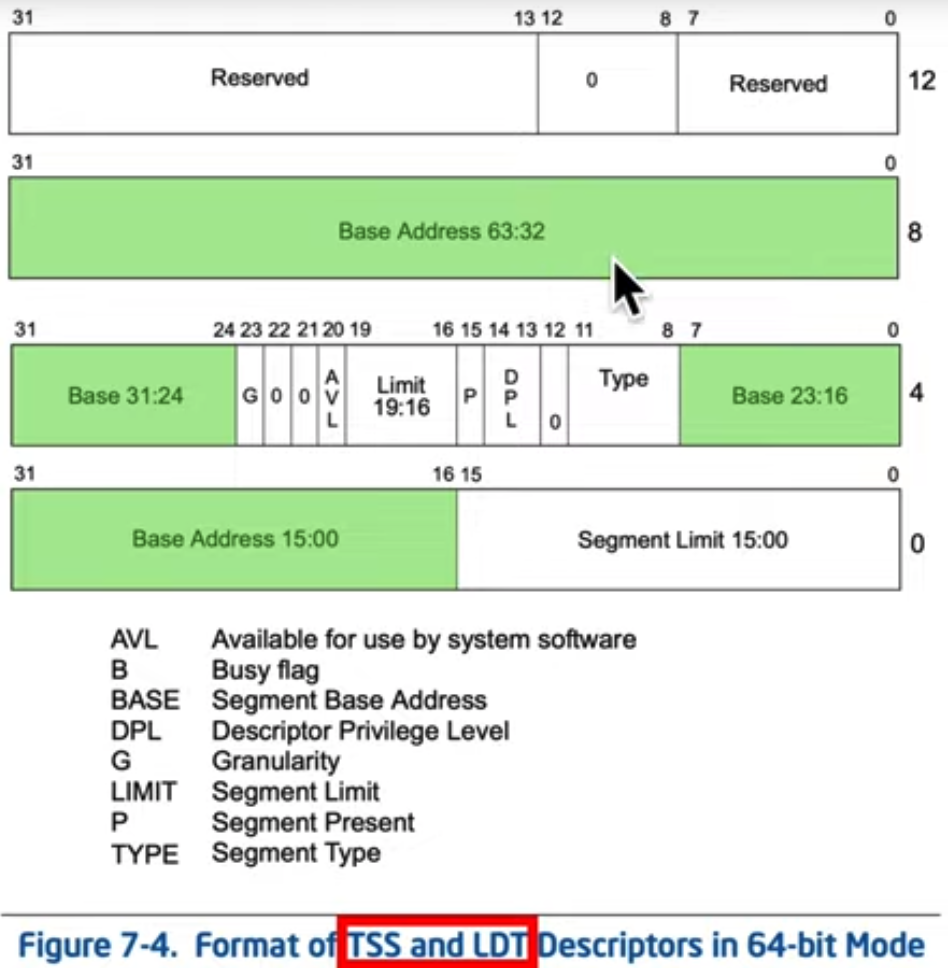 31 13 12 8 7 0
Reserved 0 Reserved 12
31 0
Base Address 63:32 8
31 24 23 22 21 20 19 16 15 14 13 12 11 8 7 0
Base 31:24 G 0 0 AVL Limit 19:16 P DPL 0 Type Base 23:16 4
31 16 15 0
Base Address 15:00 Segment Limit 15:00 0
AVL Available for use by system software
B Busy flag
BASE Segment Base Address
DPL Descriptor Privilege Level
G Granularity
LIMIT Segment Limit
P Segment Present
TYPE Segment Type
Figure 7-4. Format of TSS and LDT Descriptors in 64-bit Mode